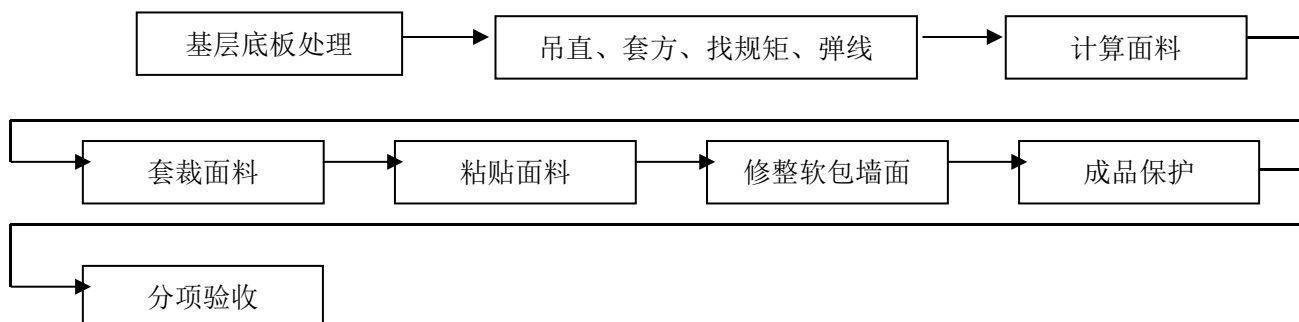 基层底板处理
吊直、套方、找规矩、弹线
计算面料
套裁面料
粘贴面料
修整软包墙面
成品保护
分项验收